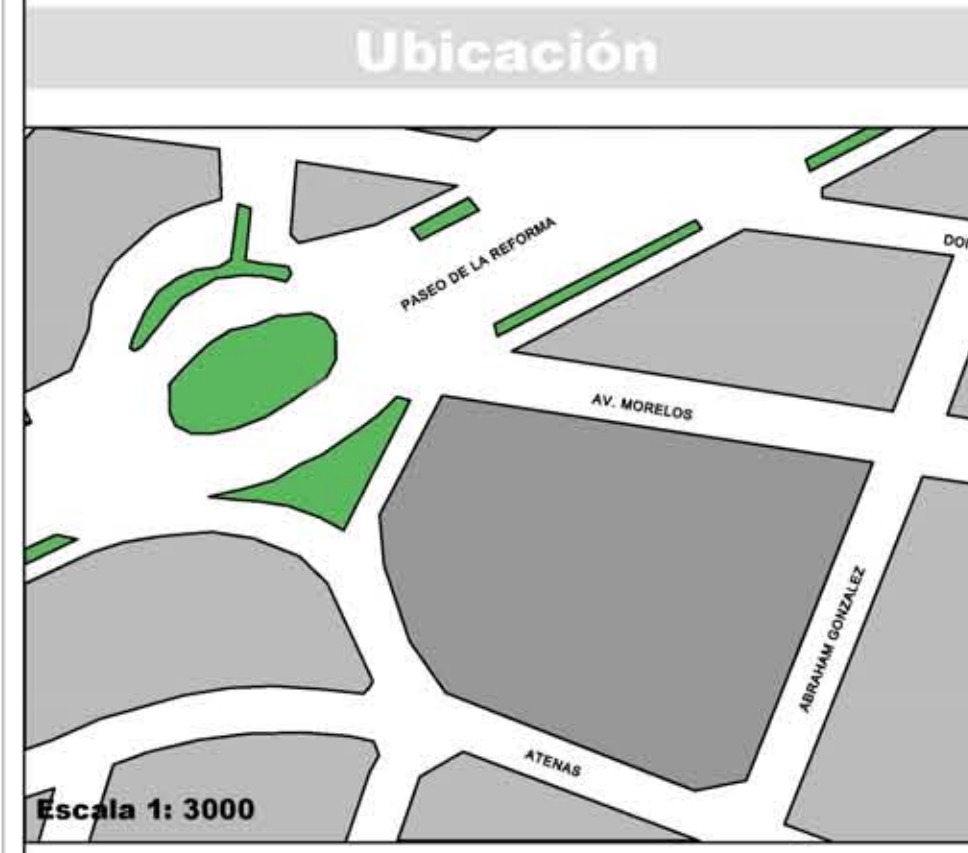 Ubicación
PASEO DE LA REFORMA
AV. MORELOS
ABRAHAM GONZALEZ
ATENAS
Escala 1: 3000